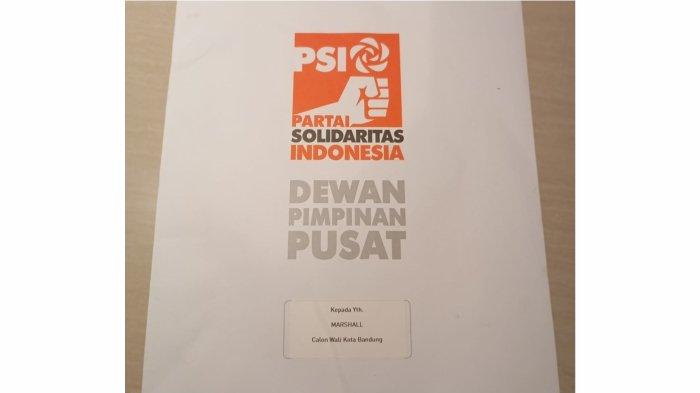 PSI
PARTAI
SOLIDARITAS
INDONESIA
DEWAN
PIMPINAN
PUSAT
Kepada Yth.
MARSHALL
Calon Wali Kota Bandung